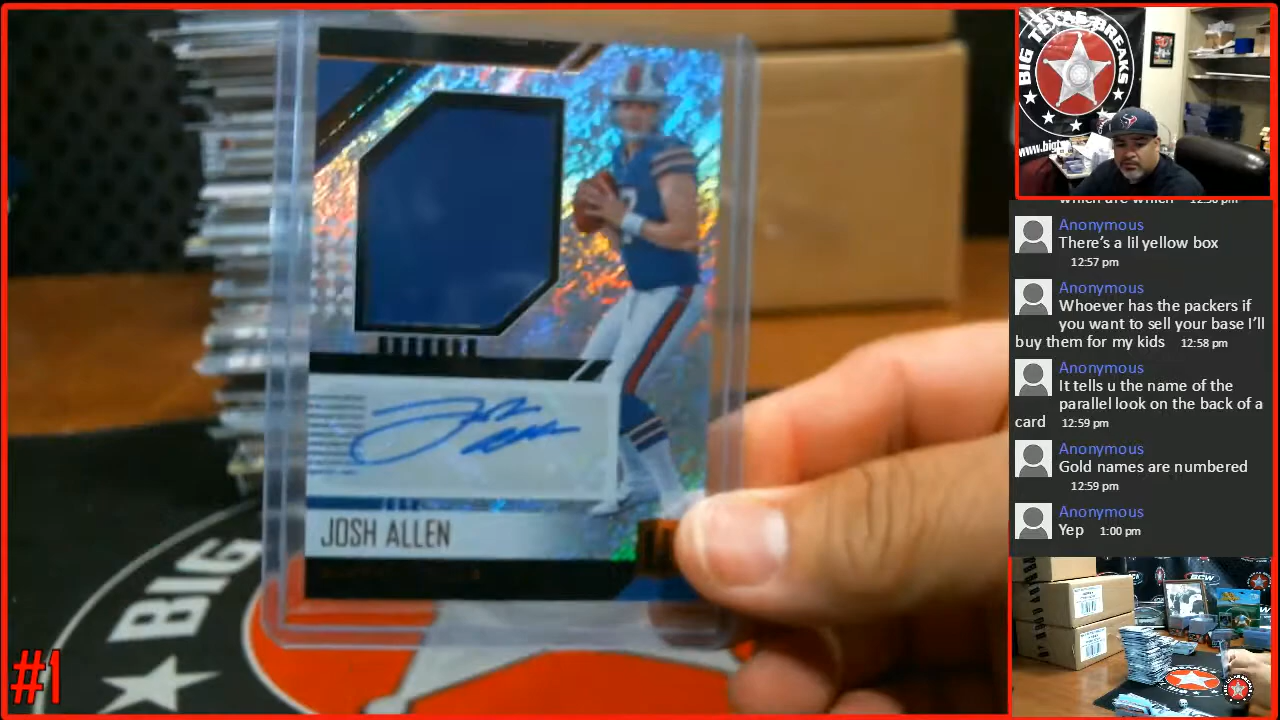 JOSH ALLEN
#1
BIG
BIG TEXAS BREAKS
Anonymous
There's a lil yellow box
12:57 pm
Anonymous
Whoever has the packers if
you want to sell your base I'll
buy them for my kids 12:58 pm
Anonymous
It tells u the name of the
parallel look on the back of a
card 12:59 pm
Anonymous
Gold names are numbered
12:59 pm
Anonymous
Yep 1:00 pm